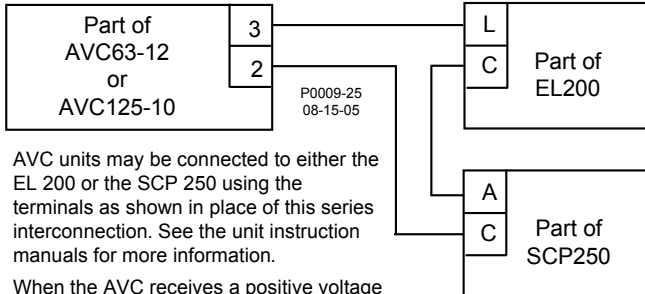 Part of
AVC63-12
or
AVC125-10
3
2
P0009-25
08-15-05
L
C
Part of
EL200
A
C
Part of
SCP250
AVC units may be connected to either the
EL 200 or the SCP 250 using the
terminals as shown in place of this series
interconnection. See the unit instruction
manuals for more information.
When the AVC receives a positive voltage